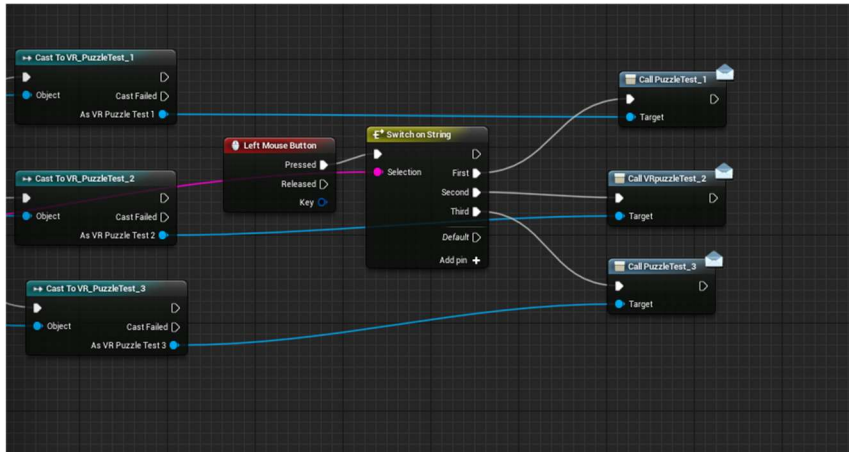 Cast To VR_PuzzleTest_1
Object
Cast Failed
As VR Puzzle Test 1
Cast To VR_PuzzleTest_2
Object
Cast Failed
As VR Puzzle Test 2
Cast To VR_PuzzleTest_3
Object
Cast Failed
As VR Puzzle Test 3
Left Mouse Button
Pressed
Released
Key
Switch on String
Selection
First
Second
Third
Default
Add pin +
Call PuzzleTest_1
Target
Call VRpuzzleTest_2
Target
Call PuzzleTest_3
Target